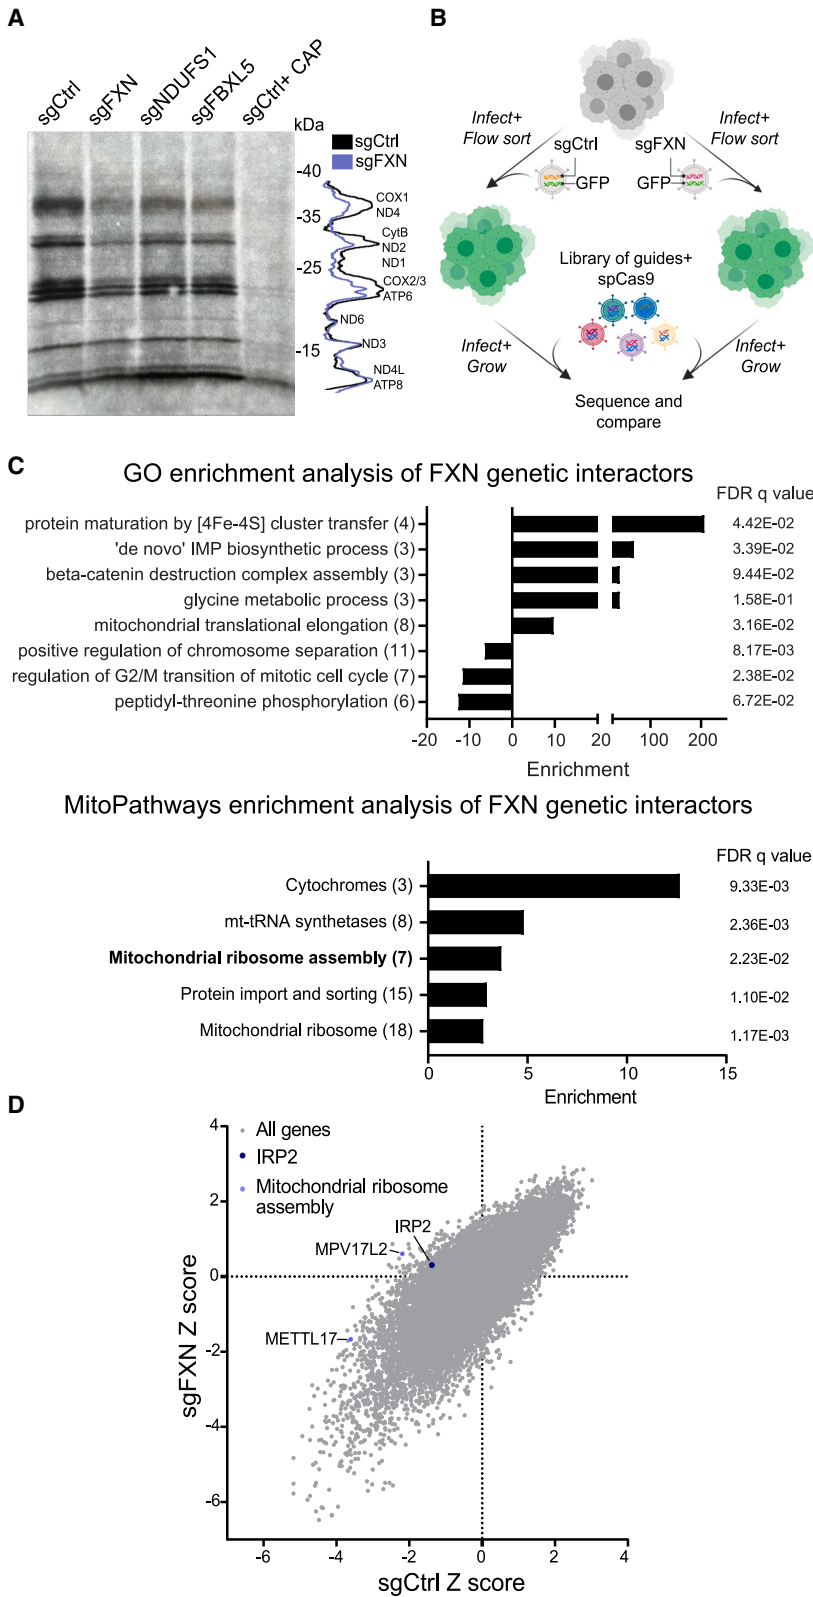 A
sgCtrl
sgFXN
sgNDUFS1
sgFBXL5
sgCtrl+ CAP
kDa
-40
-35
-25
-15
sgCtrl
sgFXN
COX1
ND4
CytB
ND2
ND1
COX2/3
ATP6
ND6
ND3
ND4L
ATP8
B
Infect+
Flow sort
Infect+
Flow sort
sgCtrl
sgFXN
GFP
GFP
Library of guides+
spCas9
Infect+
Grow
Infect+
Grow
Sequence and
compare
C
GO enrichment analysis of FXN genetic interactors
FDR q value
protein maturation by [4Fe-4S] cluster transfer (4)
4.42E-02
'de novo' IMP biosynthetic process (3)
3.39E-02
beta-catenin destruction complex assembly (3)
9.44E-02
glycine metabolic process (3)
1.58E-01
mitochondrial translational elongation (8)
3.16E-02
positive regulation of chromosome separation (11)
8.17E-03
regulation of G2/M transition of mitotic cell cycle (7)
2.38E-02
peptidyl-threonine phosphorylation (6)
6.72E-02
-20 -10 0 10 20 100 200
Enrichment
MitoPathways enrichment analysis of FXN genetic interactors
FDR q value
Cytochromes (3)
9.33E-03
mt-tRNA synthetases (8)
2.36E-03
Mitochondrial ribosome assembly (7)
2.23E-02
Protein import and sorting (15)
1.10E-02
Mitochondrial ribosome (18)
1.17E-03
0 5 10 15
Enrichment
D
All genes
IRP2
Mitochondrial ribosome
assembly
IRP2
MPV17L2
METTL17
4
2
0
-2
-4
-6
sgFXN Z score
-6 -4 -2 0 2 4
sgCtrl Z score